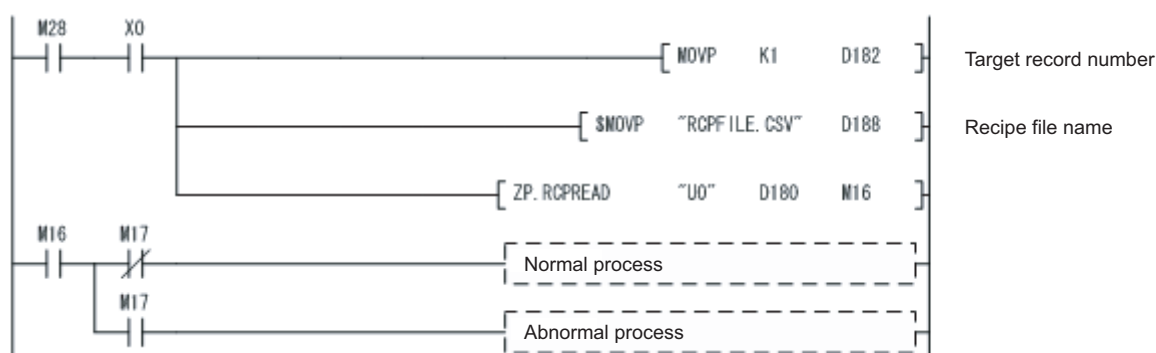 M28 X0
MOVP K1 D182 Target record number
$MOVP "RCPFILE.CSV" D188 Recipe file name
ZP.RCPREAD "U0" D180 M16
M16 M17
Normal process
M17
Abnormal process